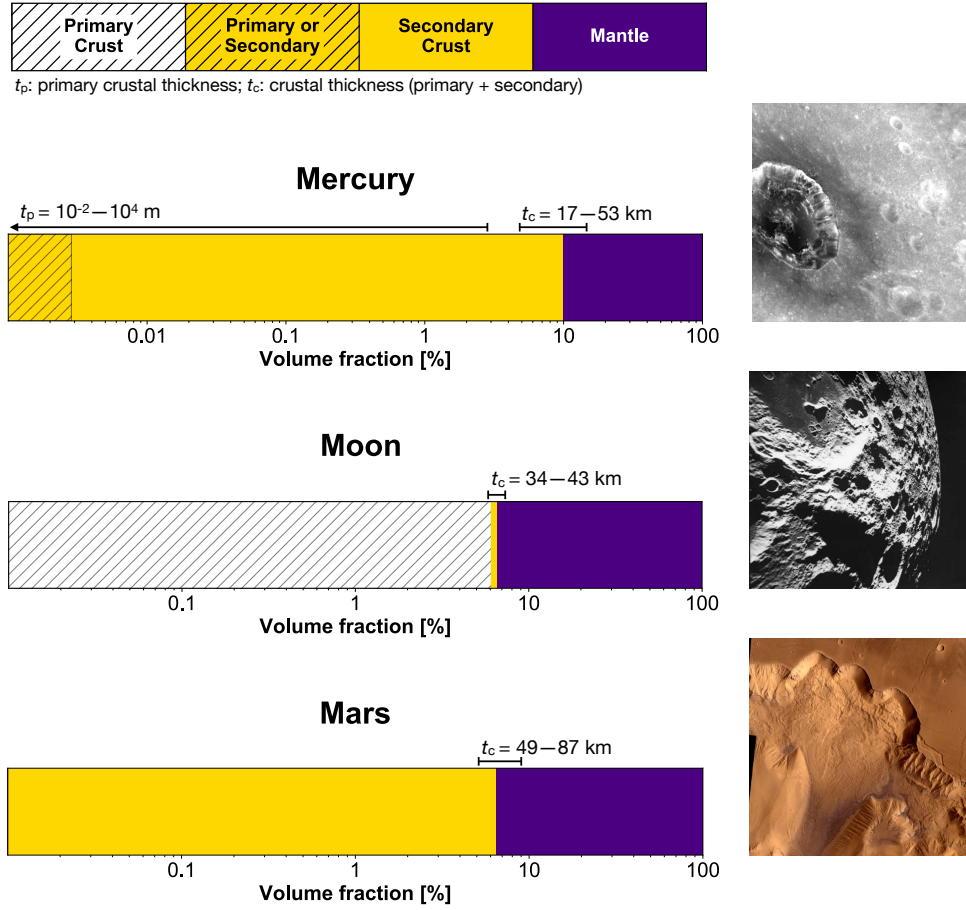 Primary
Crust
Primary or
Secondary
Secondary
Crust
Mantle
tp: primary crustal thickness; tc: crustal thickness (primary + secondary)
Mercury
tp = 10-2—104 m
tc = 17—53 km
0.01 0.1 1 10 100
Volume fraction [%]
Moon
tc = 34—43 km
0.1 1 10 100
Volume fraction [%]
Mars
tc = 49—87 km
0.1 1 10 100
Volume fraction [%]